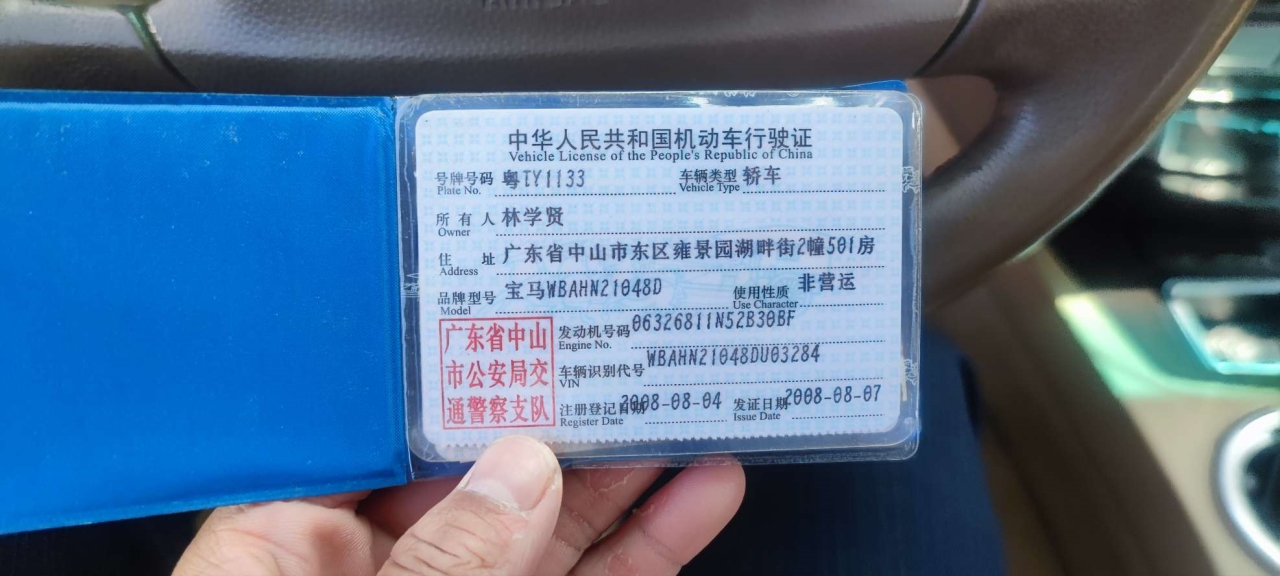 中华人民共和国机动车行驶证
Vehicle License of the People's Republic of China
号牌号码 粤TY1133 车辆类型 轿车
Plate No. Vehicle Type
所有人 林学贤
Owner
住址 广东省中山市东区雍景园湖畔街2幢501房
Address
品牌型号 宝马WBAHN21048D 使用性质 非营运
Model Use Character
广东省中山
市公安局交
通警察支队
发动机号码 06326811N52B30BF
Engine No.
车辆识别代号 WBAHN21048DU03284
VIN
注册登记日期 2008-08-04 发证日期 2008-08-07
Register Date Issue Date